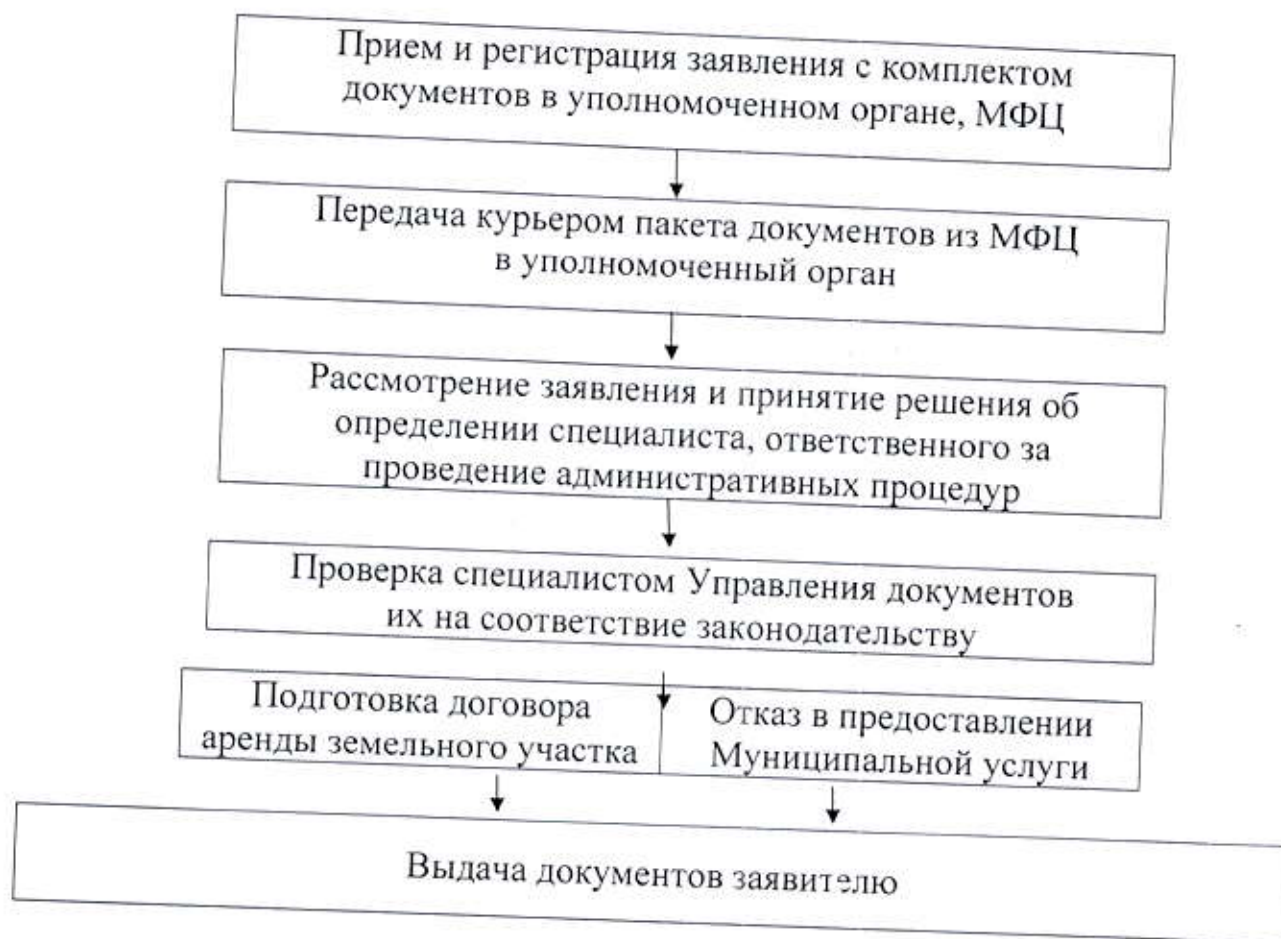 Прием и регистрация заявления с комплектом
документов в уполномоченном органе, МФЦ
Передача курьером пакета документов из МФЦ
в уполномоченный орган
Рассмотрение заявления и принятие решения об
определении специалиста, ответственного за
проведение административных процедур
Проверка специалистом Управления документов
их на соответствие законодательству
Подготовка договора
аренды земельного участка
Отказ в предоставлении
Муниципальной услуги
Выдача документов заявителю